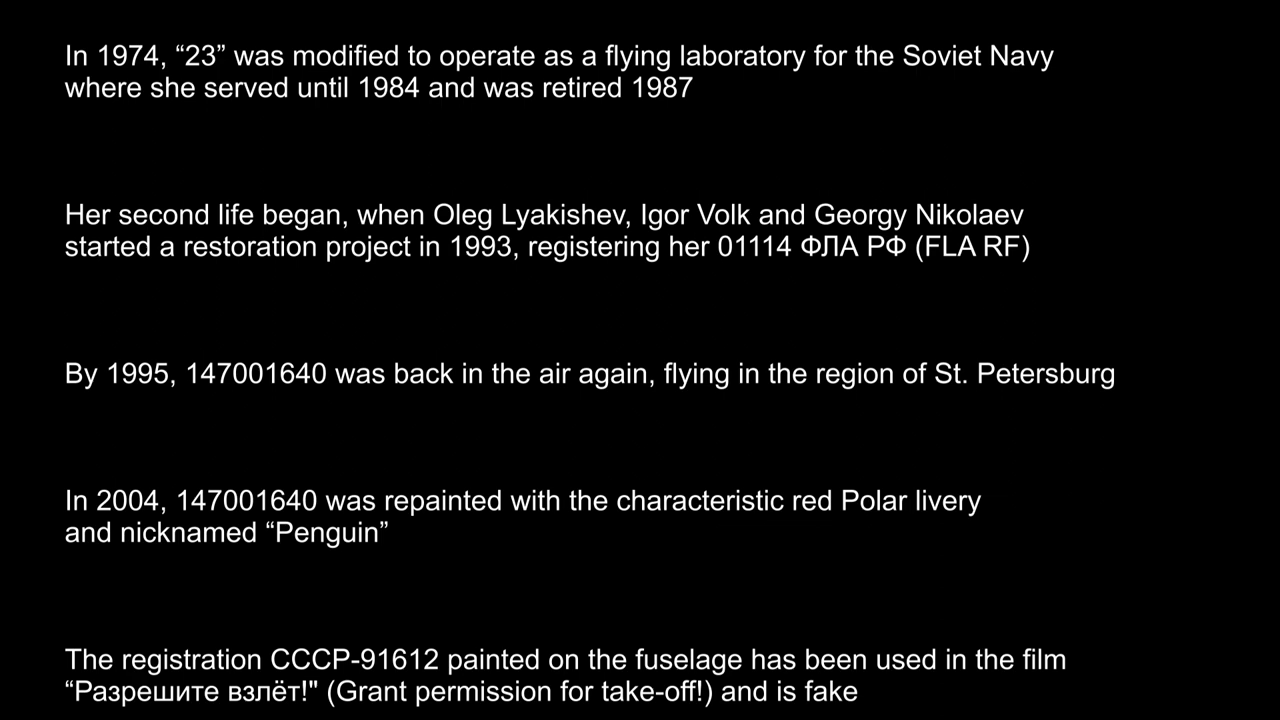 In 1974, “23” was modified to operate as a flying laboratory for the Soviet Navy
where she served until 1984 and was retired 1987
Her second life began, when Oleg Lyakishev, Igor Volk and Georgy Nikolaev
started a restoration project in 1993, registering her 01114 ФЛА РФ (FLA RF)
By 1995, 147001640 was back in the air again, flying in the region of St. Petersburg
In 2004, 147001640 was repainted with the characteristic red Polar livery
and nicknamed “Penguin”
The registration CCCP-91612 painted on the fuselage has been used in the film
“Разрешите взлёт!" (Grant permission for take-off!) and is fake